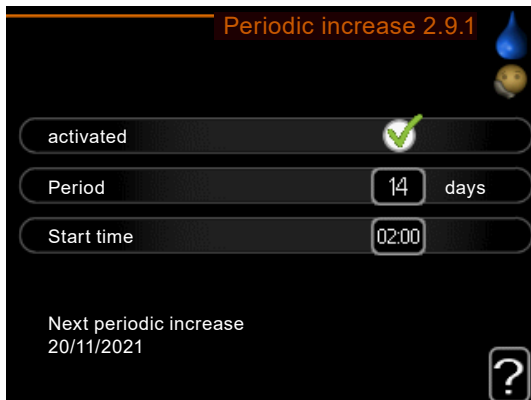 Periodic increase 2.9.1
activated
Period 14 days
Start time 02:00
Next periodic increase
20/11/2021
?